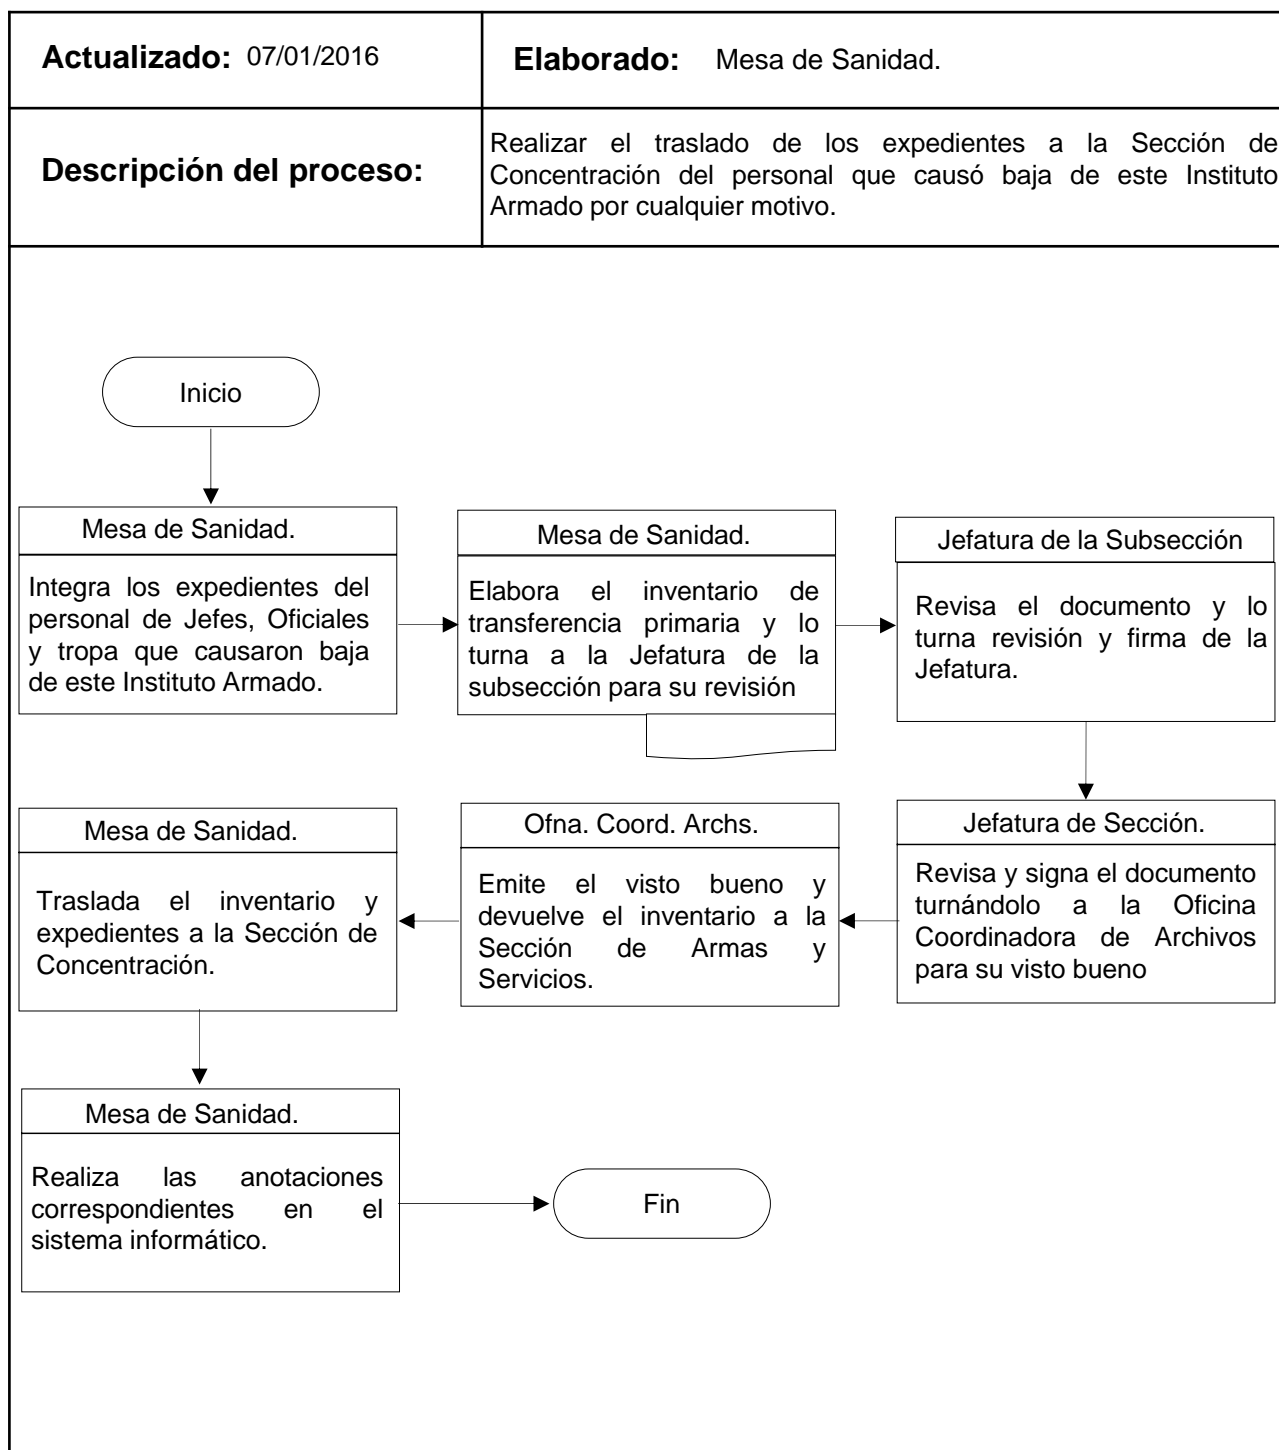 Actualizado: 07/01/2016
Elaborado: Mesa de Sanidad.
Descripción del proceso:
Realizar el traslado de los expedientes a la Sección de
Concentración del personal que causó baja de este Instituto
Armado por cualquier motivo.
Inicio
Mesa de Sanidad.
Integra los expedientes del
personal de Jefes, Oficiales
y tropa que causaron baja
de este Instituto Armado.
Mesa de Sanidad.
Elabora el inventario de
transferencia primaria y lo
turna a la Jefatura de la
subsección para su revisión
Jefatura de la Subsección
Revisa el documento y lo
turna revisión y firma de la
Jefatura.
Jefatura de Sección.
Revisa y signa el documento
turnándolo a la Oficina
Coordinadora de Archivos
para su visto bueno
Ofna. Coord. Archs.
Emite el visto bueno y
devuelve el inventario a la
Sección de Armas y
Servicios.
Mesa de Sanidad.
Traslada el inventario y
expedientes a la Sección de
Concentración.
Mesa de Sanidad.
Realiza las anotaciones
correspondientes en el
sistema informático.
Fin